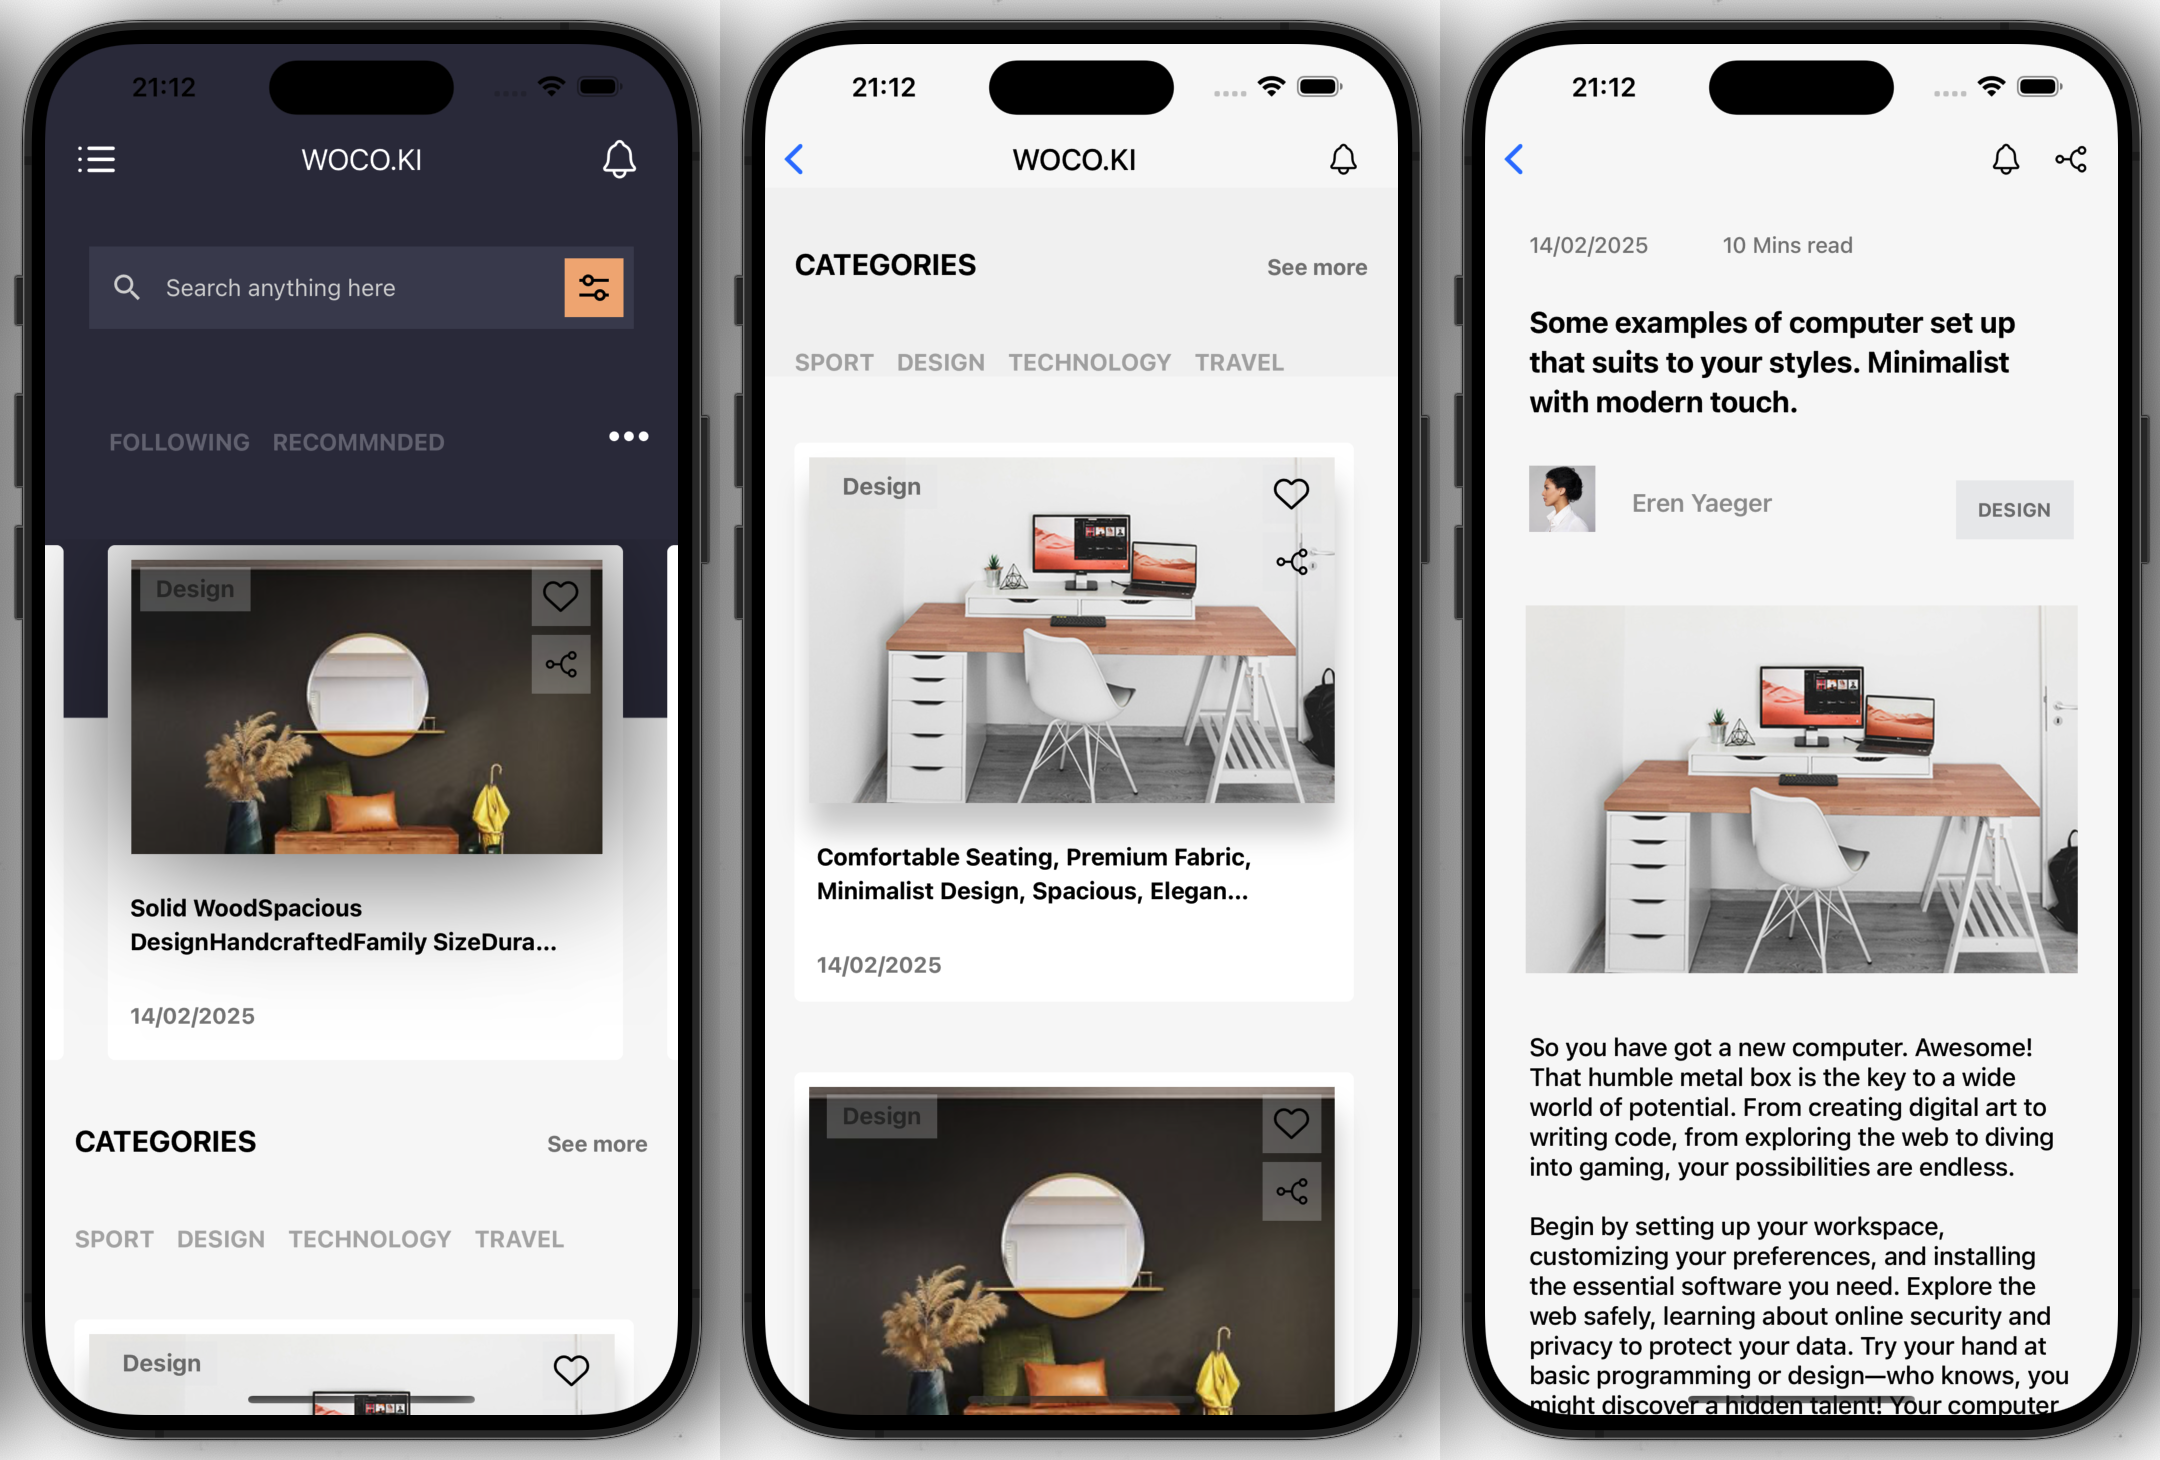 21:12
WOCO.KI
Search anything here
FOLLOWING RECOMMNDED
Design
Solid WoodSpacious
DesignHandcraftedFamily SizeDura...
14/02/2025
CATEGORIES See more
SPORT DESIGN TECHNOLOGY TRAVEL
Design
21:12
WOCO.KI
CATEGORIES See more
SPORT DESIGN TECHNOLOGY TRAVEL
Design
Comfortable Seating, Premium Fabric,
Minimalist Design, Spacious, Elegan...
14/02/2025
Design
21:12
14/02/2025 10 Mins read
Some examples of computer set up
that suits to your styles. Minimalist
with modern touch.
Eren Yaeger DESIGN
So you have got a new computer. Awesome!
That humble metal box is the key to a wide
world of potential. From creating digital art to
writing code, from exploring the web to diving
into gaming, your possibilities are endless.
Begin by setting up your workspace,
customizing your preferences, and installing
the essential software you need. Explore the
web safely, learning about online security and
privacy to protect your data. Try your hand at
basic programming or design—who knows, you
might discover a hidden talent! Your computer